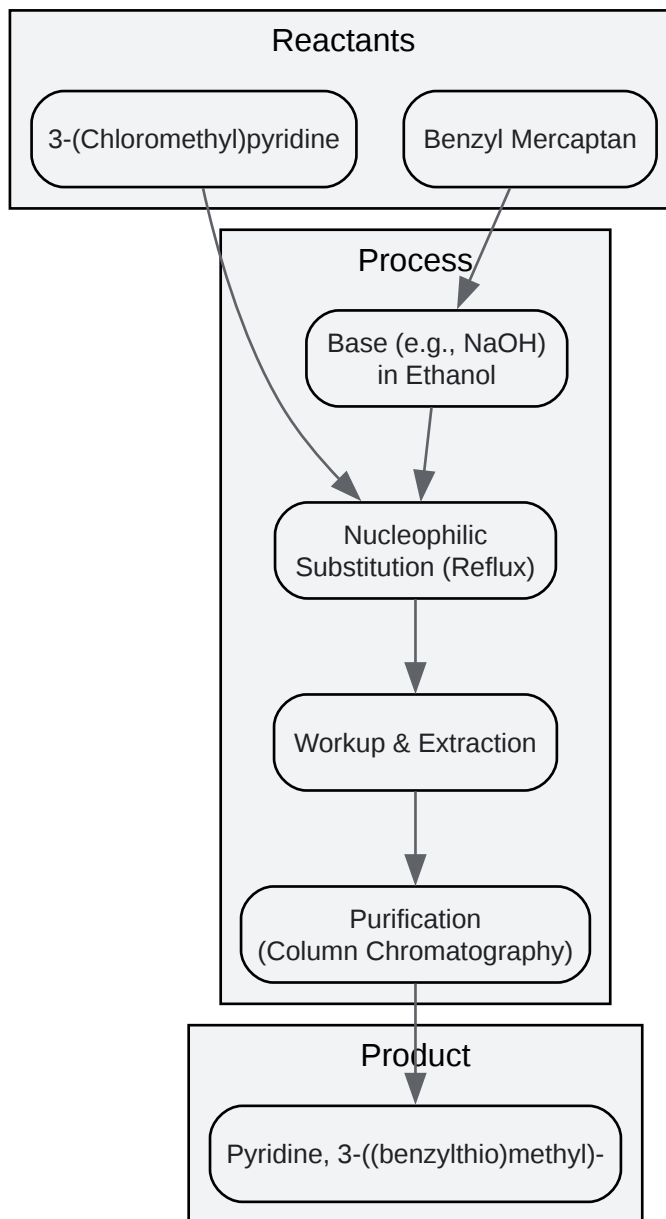 Reactants
3-(Chloromethyl)pyridine
Benzyl Mercaptan
Process
Base (e.g., NaOH)
in Ethanol
Nucleophilic
Substitution (Reflux)
Workup & Extraction
Purification
(Column Chromatography)
Product
Pyridine, 3-((benzylthio)methyl)-